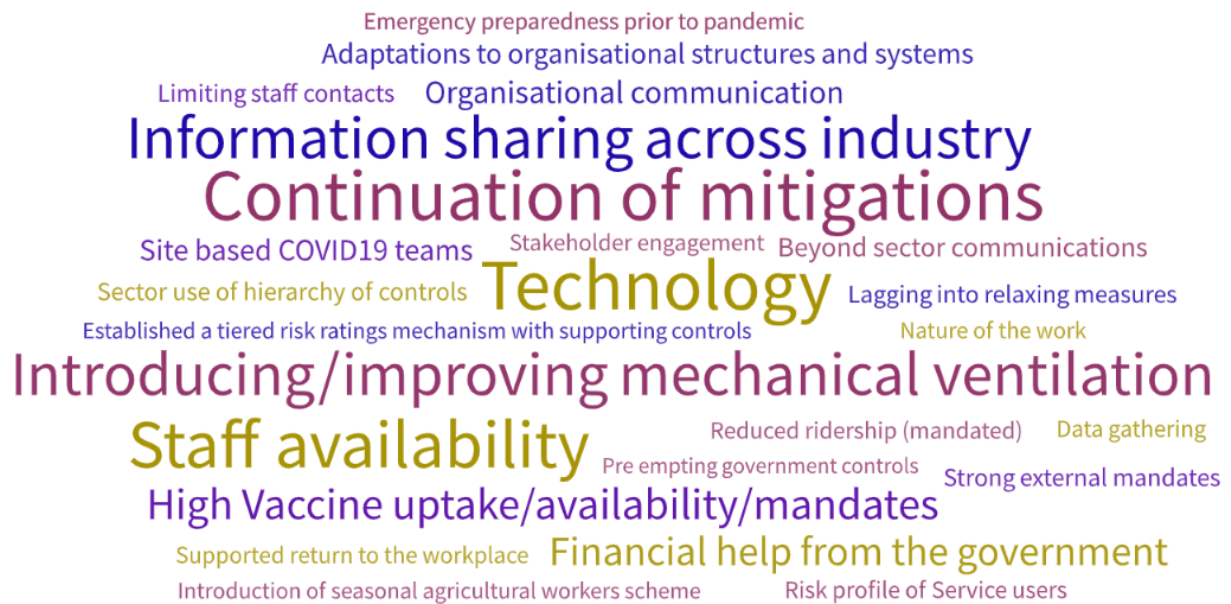 Emergency preparedness prior to pandemic
Adaptations to organisational structures and systems
Limiting staff contacts
Organisational communication
Information sharing across industry
Continuation of mitigations
Site based COVID19 teams
Stakeholder engagement
Beyond sector communications
Sector use of hierarchy of controls
Technology
Lagging into relaxing measures
Established a tiered risk ratings mechanism with supporting controls
Nature of the work
Introducing/improving mechanical ventilation
Staff availability
Reduced ridership (mandated)
Data gathering
Pre empting government controls
Strong external mandates
High Vaccine uptake/availability/mandates
Supported return to the workplace
Financial help from the government
Introduction of seasonal agricultural workers scheme
Risk profile of Service users